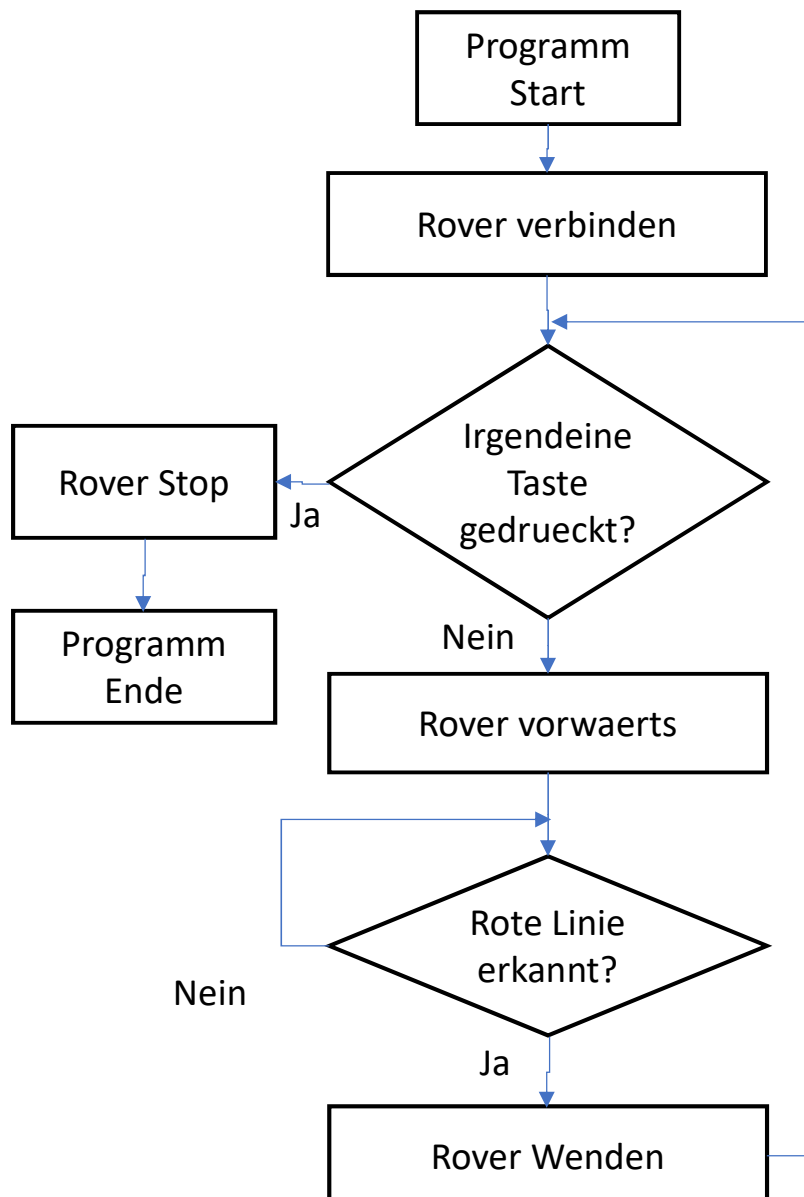 Programm
Start
Rover verbinden
Irgendeine
Taste
gedrueckt?
Ja
Rover Stop
Programm
Ende
Nein
Rover vorwaerts
Rote Linie
erkannt?
Nein
Ja
Rover Wenden